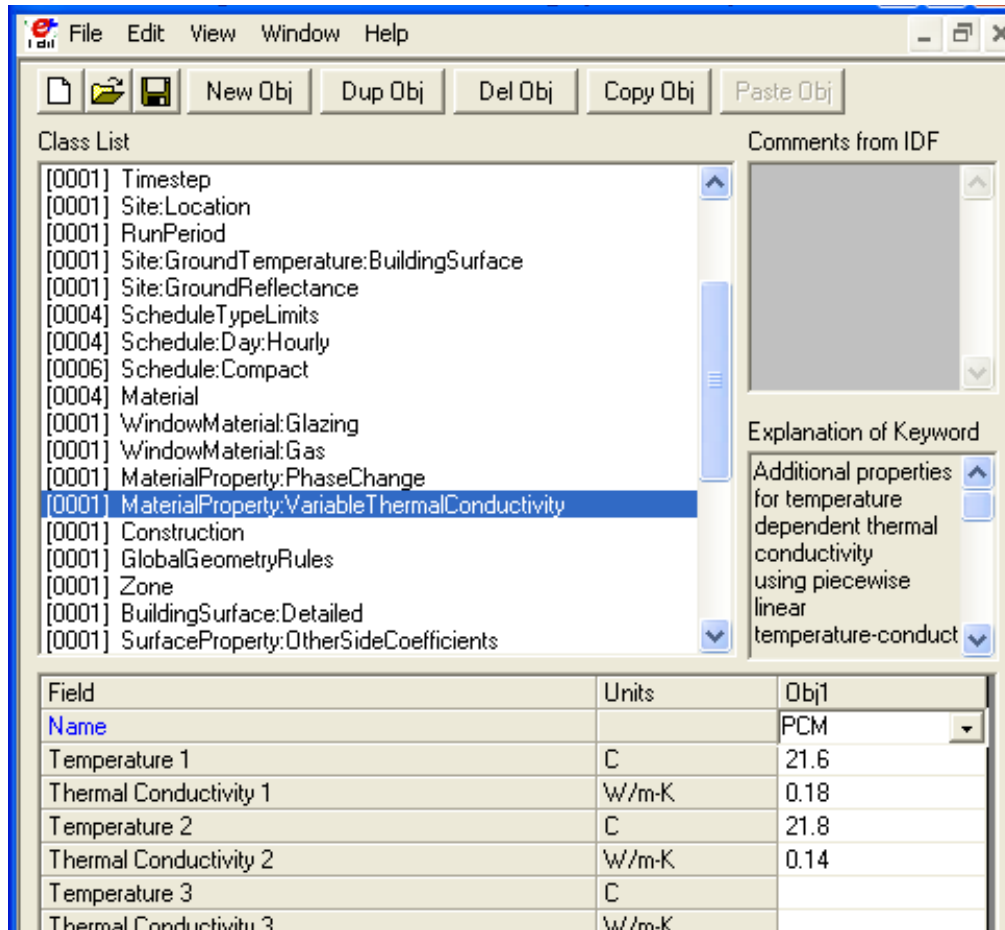 File Edit View Window Help
New Obj Dup Obj Del Obj Copy Obj Paste Obj
Class List
[0001] Timestep
[0001] Site:Location
[0001] RunPeriod
[0001] Site:GroundTemperature:BuildingSurface
[0001] Site:GroundReflectance
[0004] ScheduleTypeLimits
[0004] Schedule:Day:Hourly
[0006] Schedule:Compact
[0004] Material
[0001] WindowMaterial:Glazing
[0001] WindowMaterial:Gas
[0001] MaterialProperty:PhaseChange
[0001] MaterialProperty:VariableThermalConductivity
[0001] Construction
[0001] GlobalGeometryRules
[0001] Zone
[0001] BuildingSurface:Detailed
[0001] SurfaceProperty:OtherSideCoefficients
Comments from IDF
Explanation of Keyword
Additional properties
for temperature
dependent thermal
conductivity
using piecewise
linear
temperature-conduct
Field Units Obj1
Name PCM
Temperature 1 C 21.6
Thermal Conductivity 1 W/m-K 0.18
Temperature 2 C 21.8
Thermal Conductivity 2 W/m-K 0.14
Temperature 3 C
Thermal Conductivity 3 W/m-K